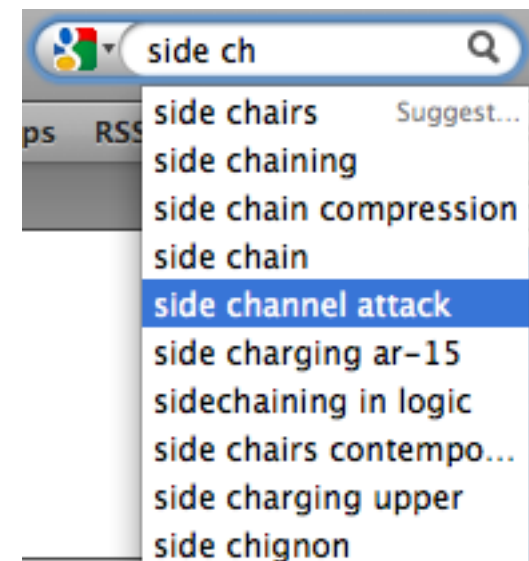 side ch
side chairs Suggest...
ps RSS
side chaining
side chain compression
side chain
side channel attack
side charging ar-15
sidechaining in logic
side chairs contempo...
side charging upper
side chignon